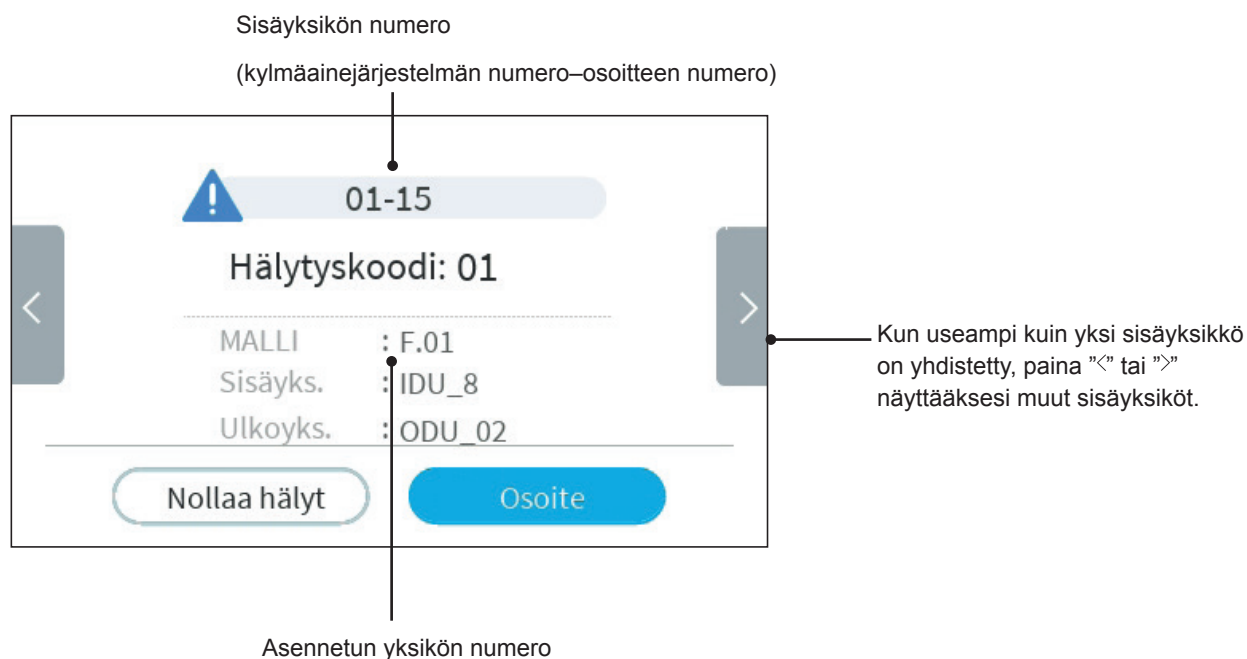 Sisäyksikön numero
(kylmäainejärjestelmän numero–osoitteen numero)
01-15
Hälytyskoodi: 01
MALLI : F.01
Sisäyks. : IDU_8
Ulkoyks. : ODU_02
Nollaa hälyt
Osoite
Kun useampi kuin yksi sisäyksikkö
on yhdistetty, paina ”<” tai ”>”
näyttääksesi muut sisäyksiköt.
Asennetun yksikön numero